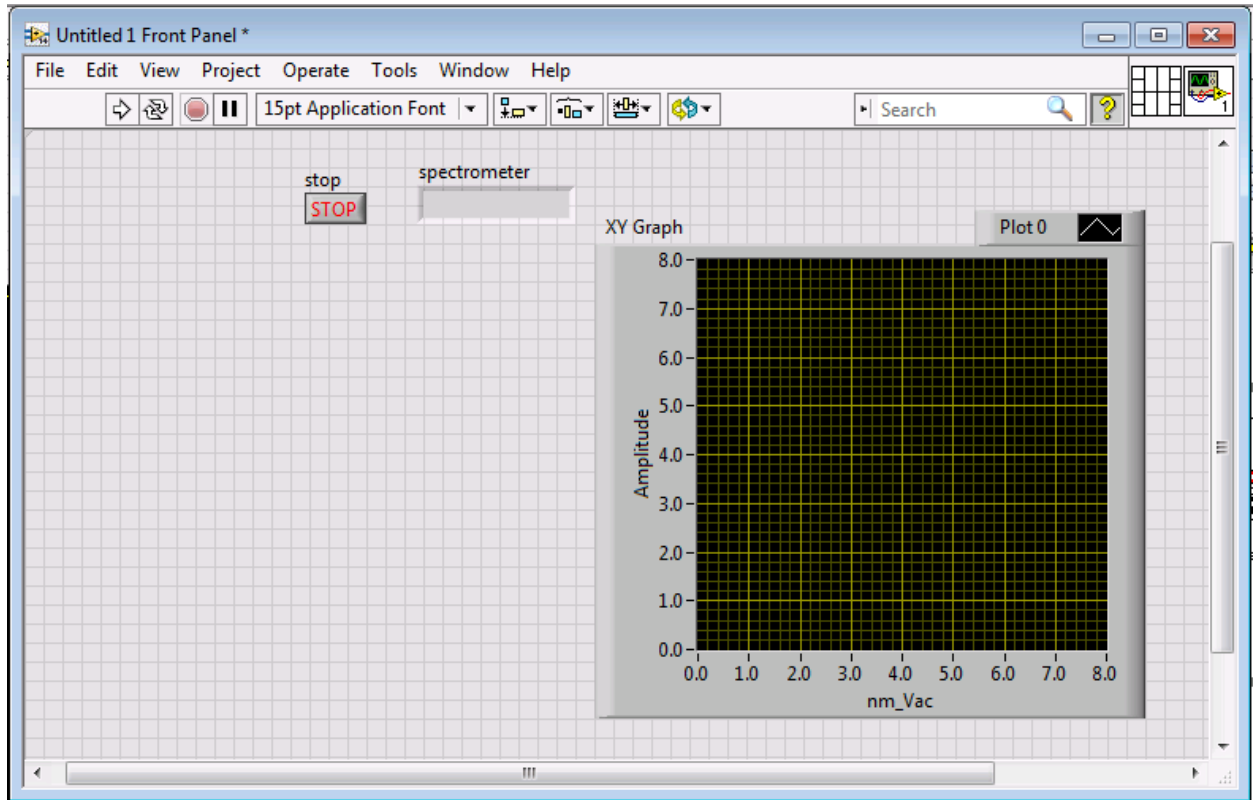 Untitled 1 Front Panel *
File Edit View Project Operate Tools Window Help
15pt Application Font
Search
?
1
stop
STOP
spectrometer
XY Graph
Plot 0
8.0
7.0
6.0
5.0
4.0
3.0
2.0
1.0
0.0
Amplitude
0.0 1.0 2.0 3.0 4.0 5.0 6.0 7.0 8.0
nm_Vac